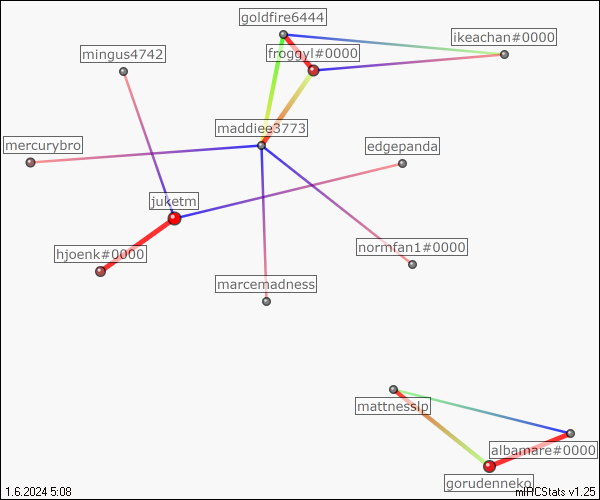 goldfire6444
ikeachan#0000
mingus4742
froggyl#0000
maddiee3773
mercurybro
edgepanda
juketm
normfan1#0000
hjoenk#0000
marcemadness
mattnesslp
albamare#0000
gorudenneko
1.6.2024 5:08
mIRCStats v1.25